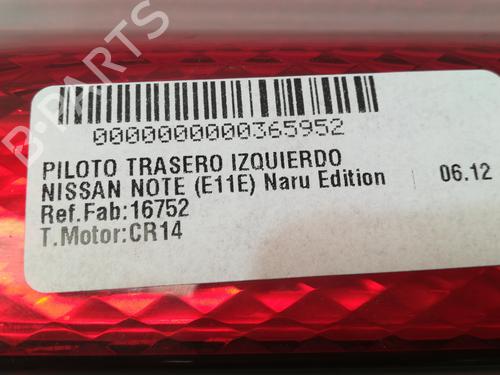 B-PARTS
0000000000365952
PILOTO TRASERO IZQUIERDO
NISSAN NOTE (E11E) Naru Edition 06.12
Ref.Fab:16752
T.Motor:CR14